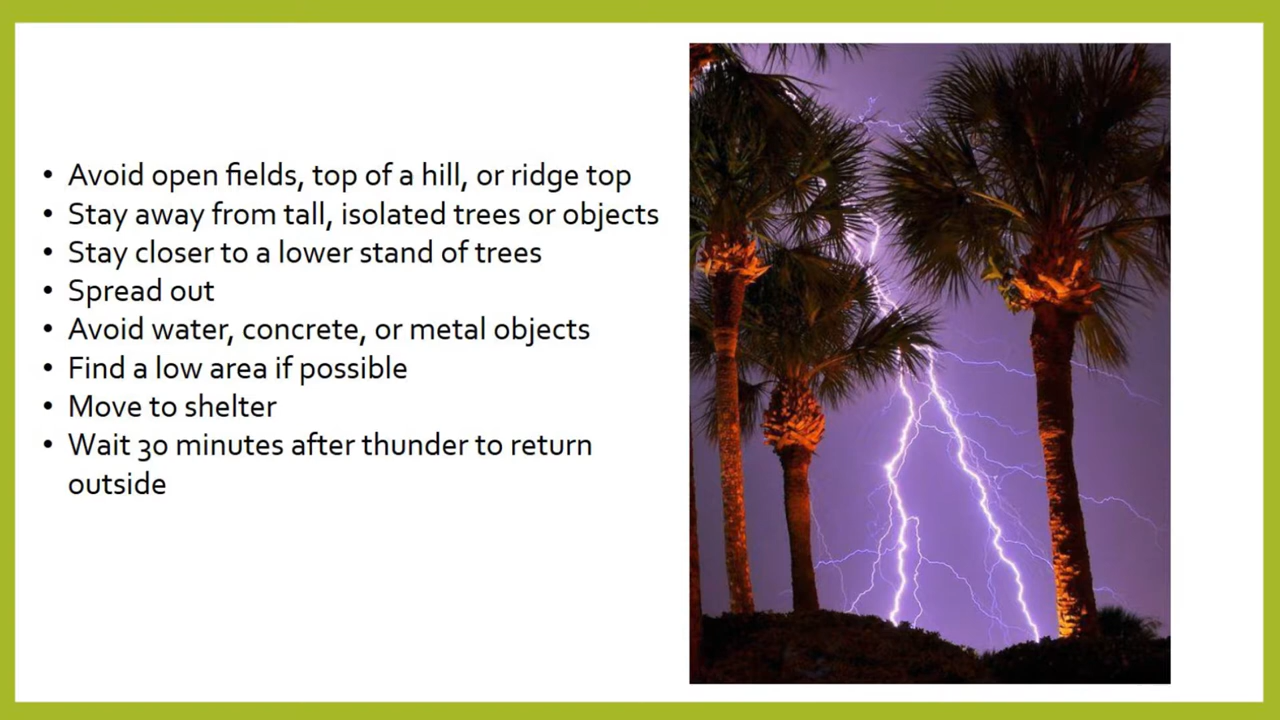 • Avoid open fields, top of a hill, or ridge top
• Stay away from tall, isolated trees or objects
• Stay closer to a lower stand of trees
• Spread out
• Avoid water, concrete, or metal objects
• Find a low area if possible
• Move to shelter
• Wait 30 minutes after thunder to return
outside